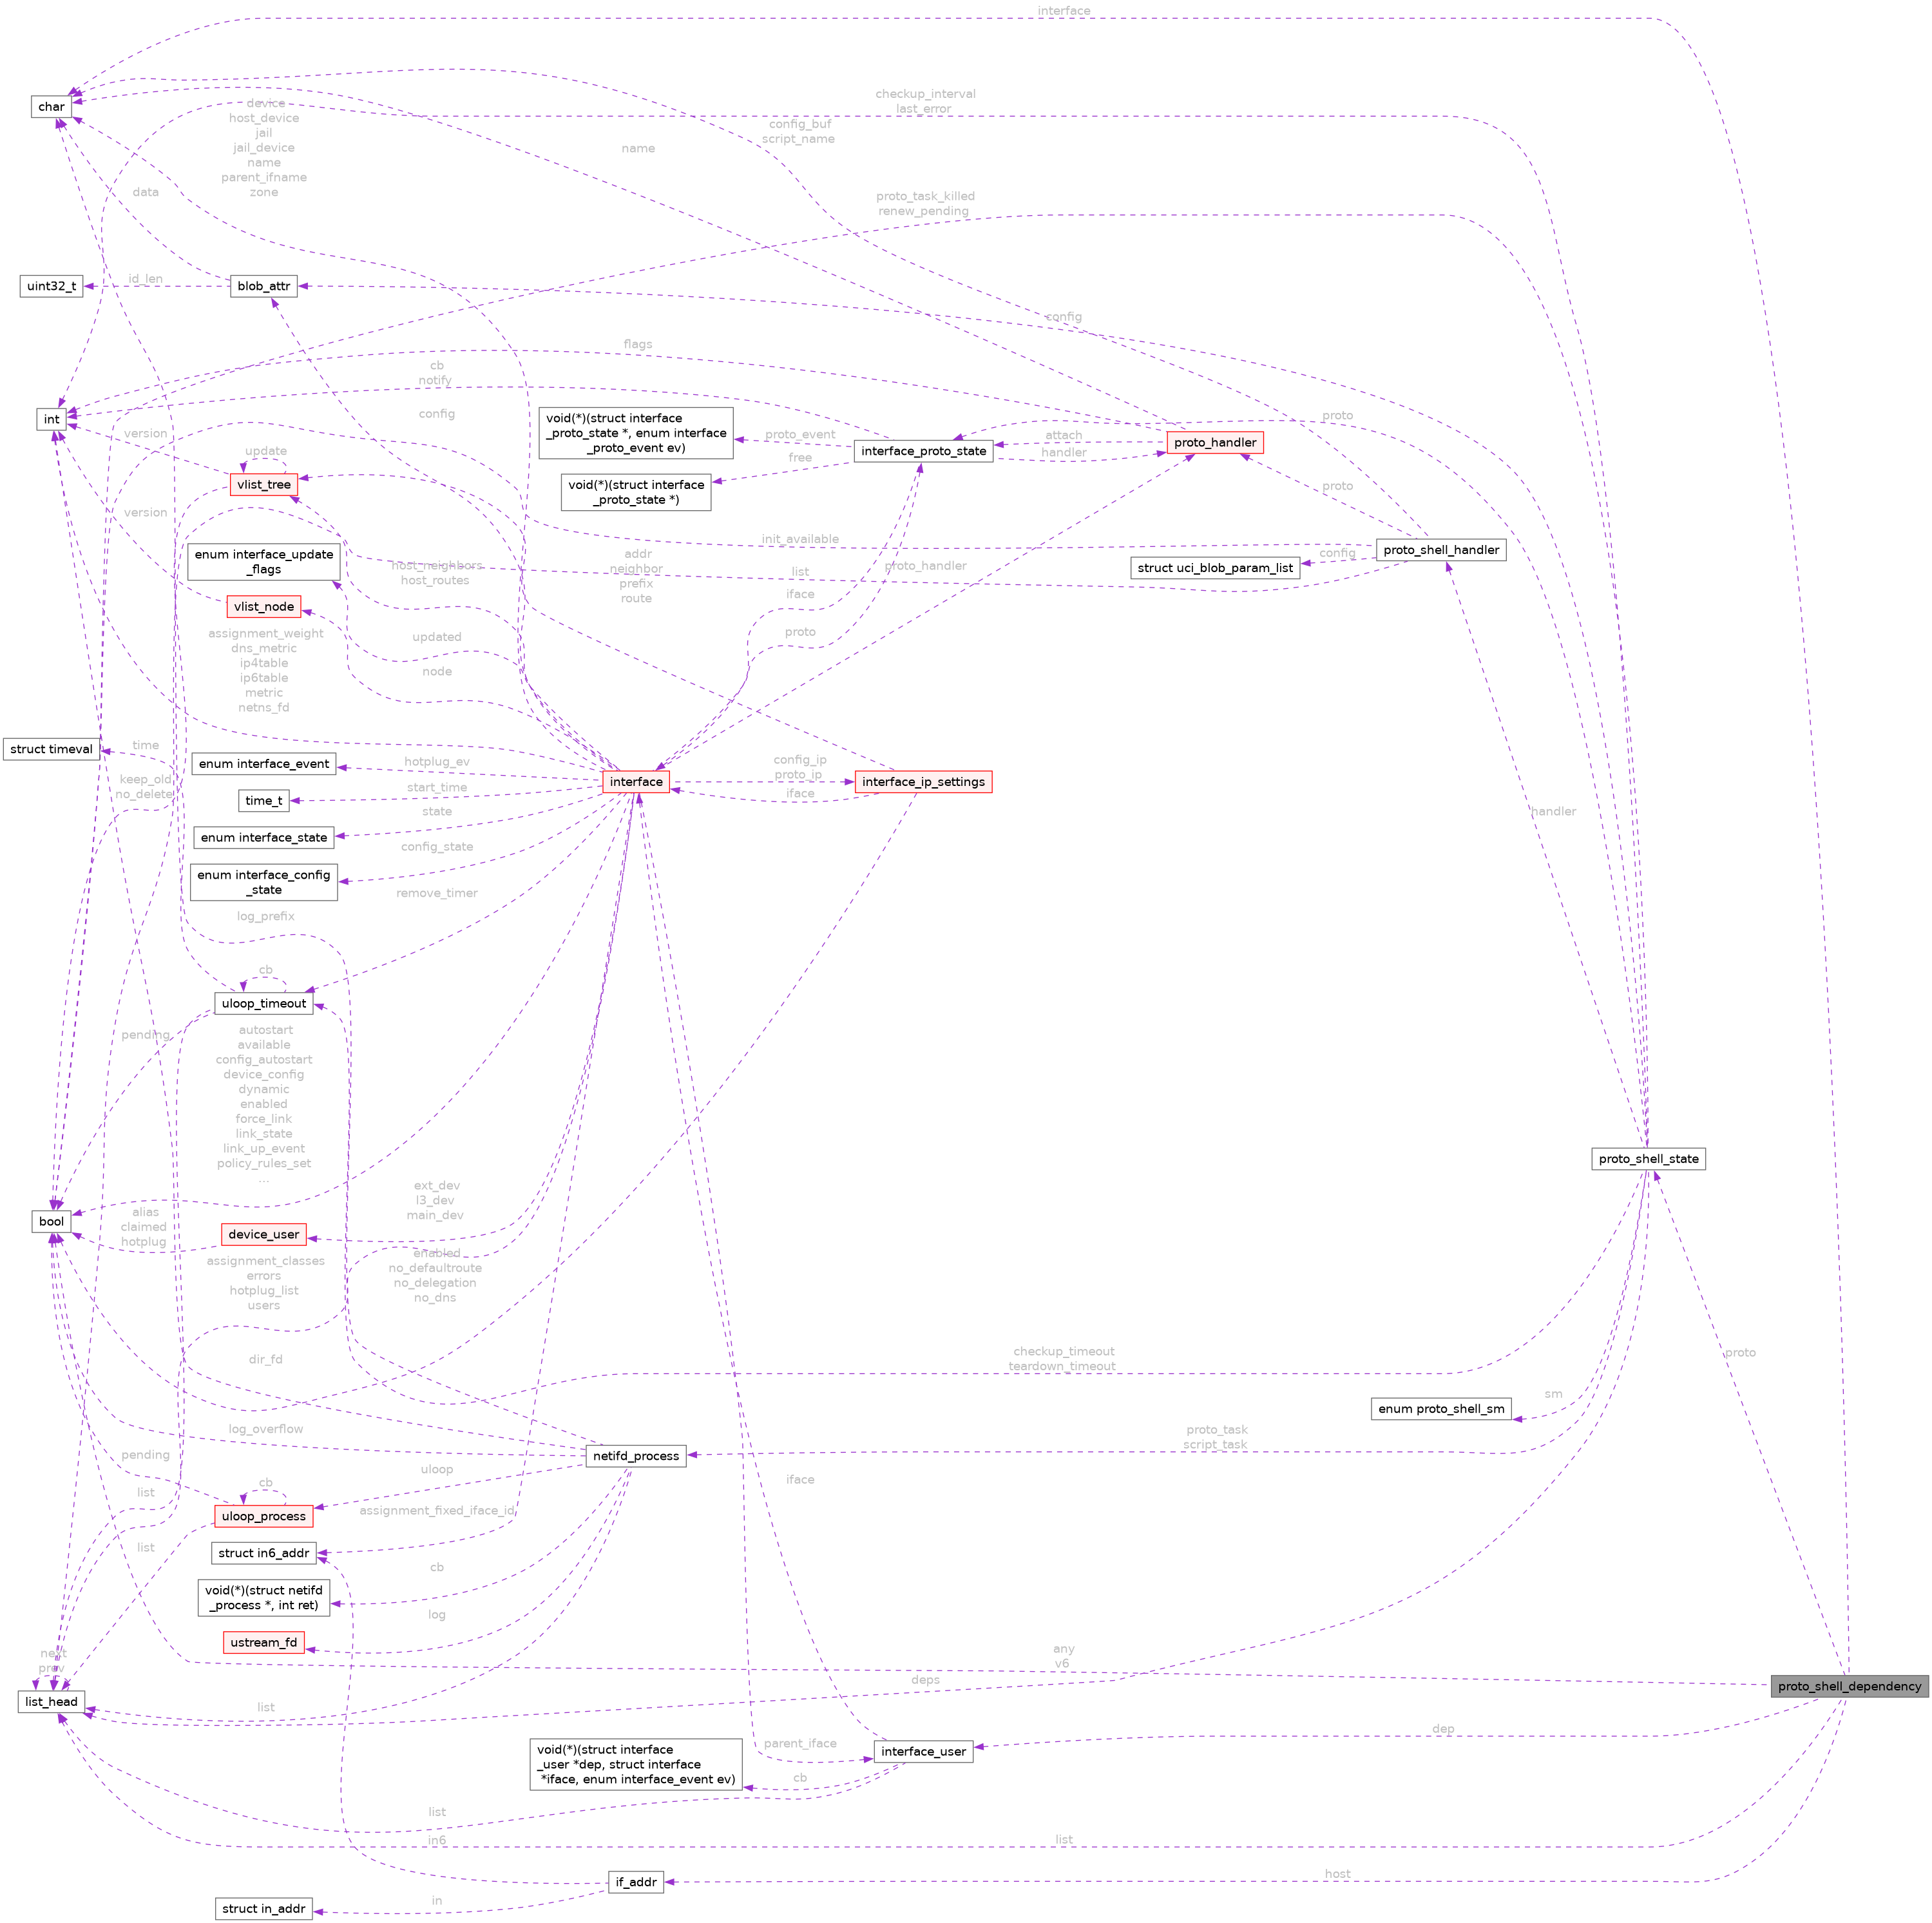 interface
char
checkup_interval
last_error
device
host_device
jail
jail_device
name
parent_ifname
zone
config_buf
script_name
name
data
proto_task_killed
renew_pending
uint32_t
id_len
blob_attr
config
flags
cb
notify
config
int
version
void(*)(struct interface
_proto_state *, enum interface
_proto_event ev)
proto_event
interface_proto_state
attach
handler
proto_handler
proto
update
vlist_tree
free
void(*)(struct interface
_proto_state *)
proto
version
enum interface_update
_flags
init_available
proto_shell_handler
config
struct uci_blob_param_list
host_neighbors
host_routes
addr
neighbor
prefix
route
list
iface
proto_handler
vlist_node
assignment_weight
dns_metric
ip4table
ip6table
metric
netns_fd
updated
node
proto
struct timeval
time
keep_old
no_delete
enum interface_event
hotplug_ev
interface
config_ip
proto_ip
iface
interface_ip_settings
time_t
start_time
enum interface_state
state
handler
enum interface_config
_state
config_state
remove_timer
log_prefix
cb
uloop_timeout
pending
autostart
available
config_autostart
device_config
dynamic
enabled
force_link
link_state
link_up_event
policy_rules_set
...
proto_shell_state
bool
alias
claimed
hotplug
device_user
ext_dev
l3_dev
main_dev
assignment_classes
errors
hotplug_list
users
enabled
no_defaultroute
no_delegation
no_dns
dir_fd
checkup_timeout
teardown_timeout
proto
enum proto_shell_sm
sm
log_overflow
netifd_process
proto_task
script_task
pending
uloop
cb
uloop_process
list
assignment_fixed_iface_id
iface
list
struct in6_addr
void(*)(struct netifd
_process *, int ret)
cb
ustream_fd
log
next
prev
list_head
list
any
v6
deps
proto_shell_dependency
dep
parent_iface
interface_user
void(*)(struct interface
_user *dep, struct interface
*iface, enum interface_event ev)
cb
list
in6
list
host
if_addr
in
struct in_addr